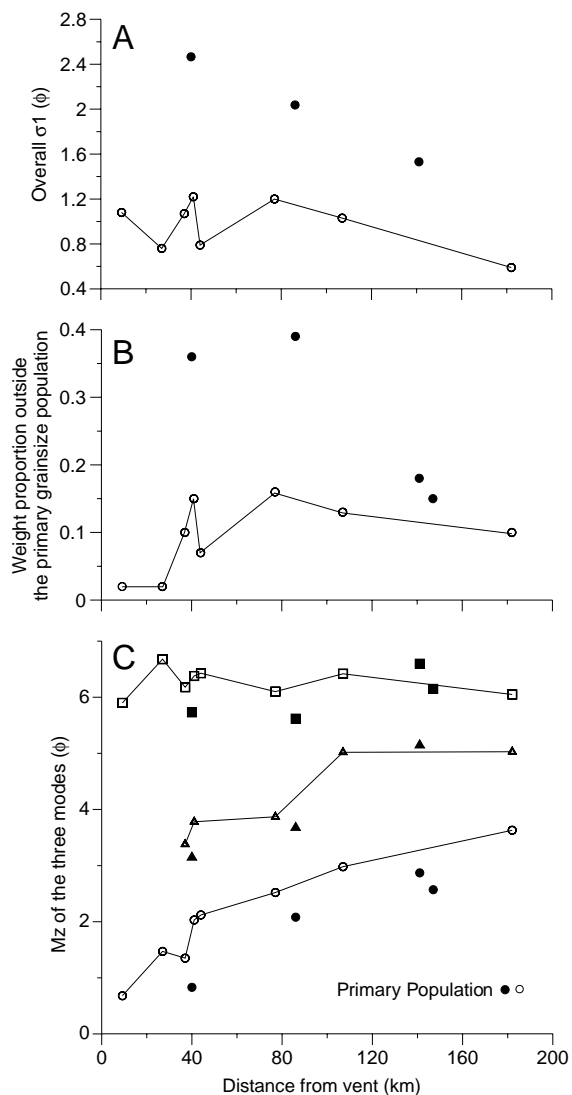 A
Overall σ1 (ϕ)
2.8
2.4
2
1.6
1.2
0.8
0.4
B
Weight proportion outside
the primary grainsize population
0.4
0.3
0.2
0.1
0
C
Mz of the three modes (ϕ)
6
4
2
0
Primary Population
0 40 80 120 160 200
Distance from vent (km)